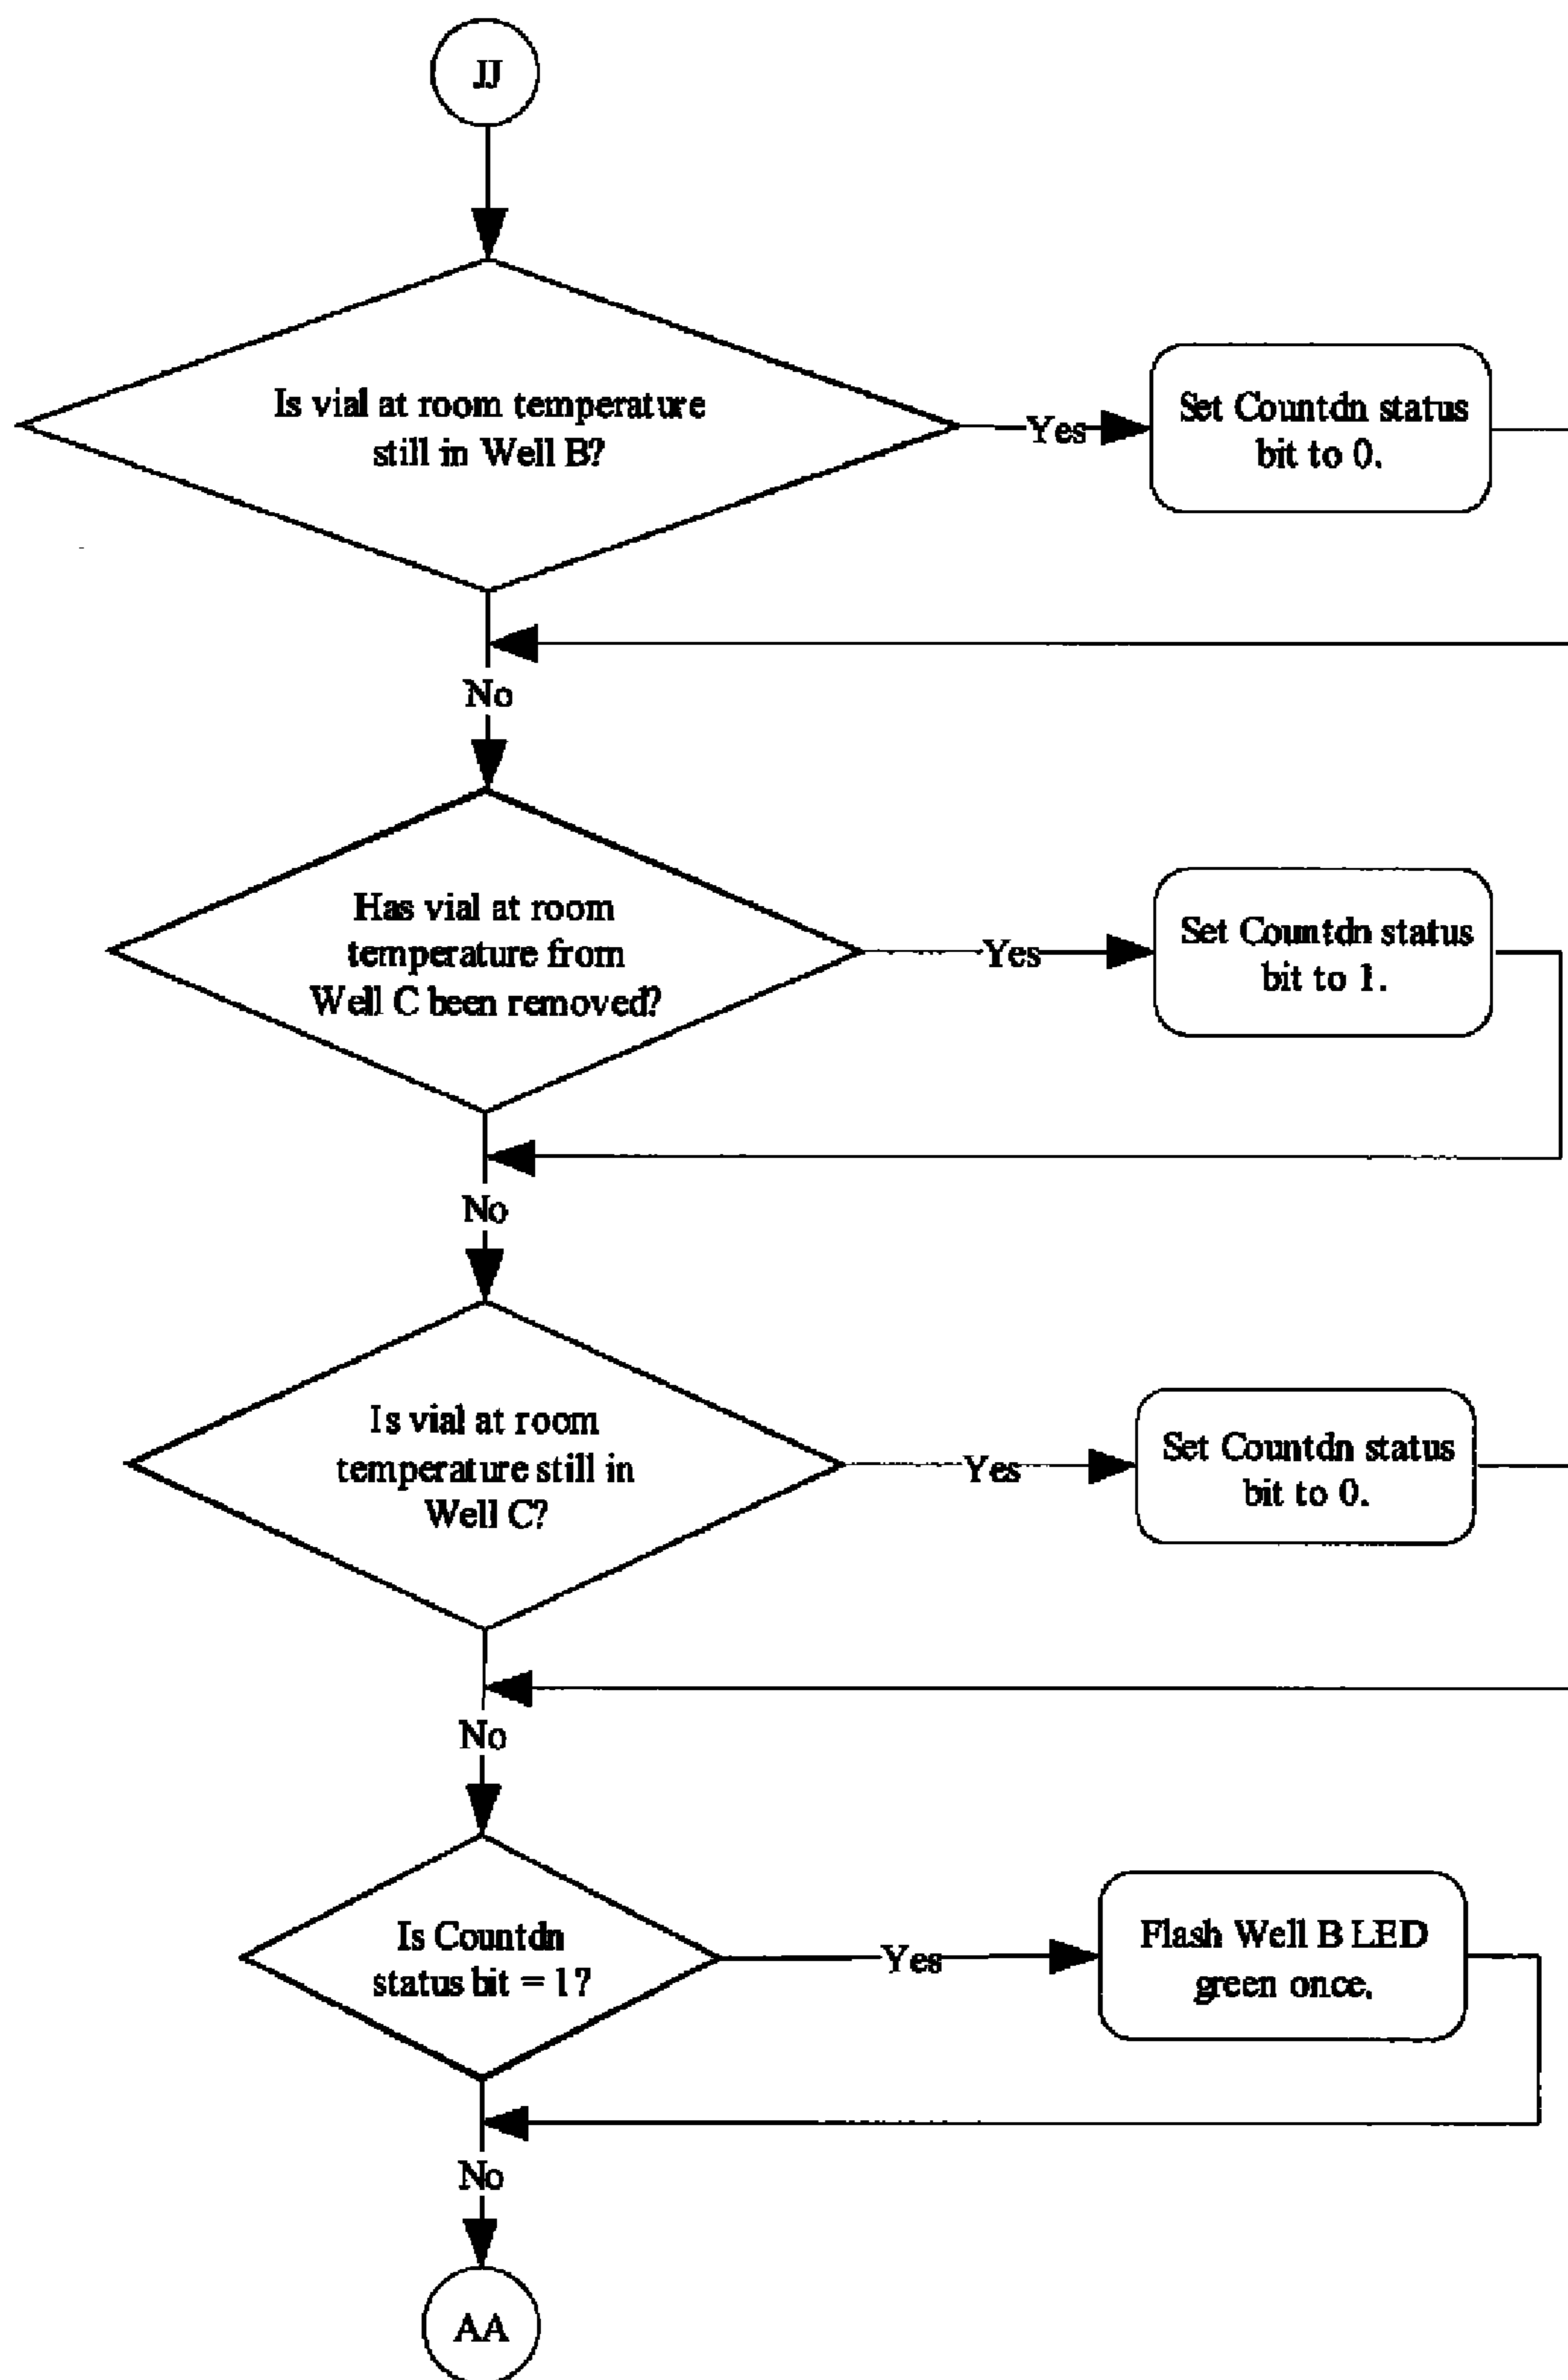 JJ
Is vial at room temperature
still in Well B?
Yes
Set Countdn status
bit to 0.
No
Has vial at room
temperature from
Well C been removed?
Yes
Set Countdn status
bit to 1.
No
Is vial at room
temperature still in
Well C?
Yes
Set Countdn status
bit to 0.
No
Is Countdn
status bit = 1?
Yes
Flash Well B LED
green once.
No
AA